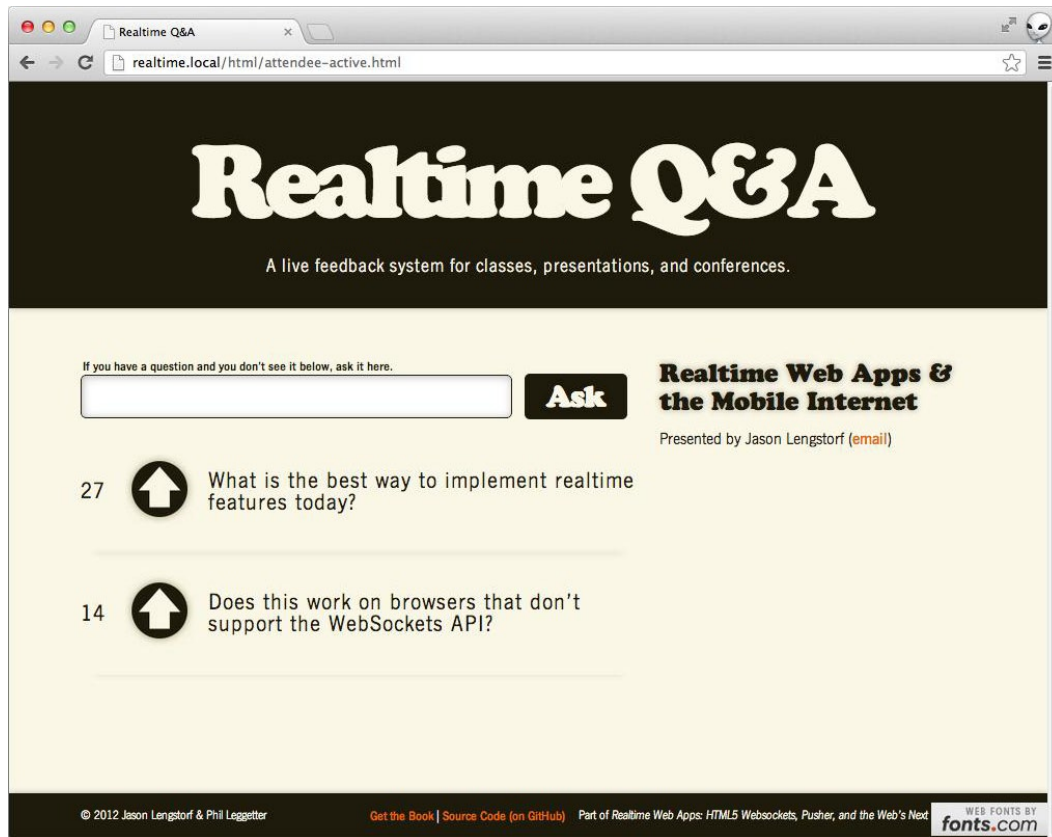 Realtime Q&A
realtime.local/html/attendee-active.html
Realtime Q&A
A live feedback system for classes, presentations, and conferences.
If you have a question and you don't see it below, ask it here.
Ask
Realtime Web Apps &
the Mobile Internet
Presented by Jason Lengstorf (email)
27
What is the best way to implement realtime
features today?
14
Does this work on browsers that don't
support the WebSockets API?
© 2012 Jason Lengstorf & Phil Leggetter
Get the Book | Source Code (on GitHub)
Part of Realtime Web Apps: HTML5 Websockets, Pusher, and the Web's Next
WEB FONTS BY
fonts.com